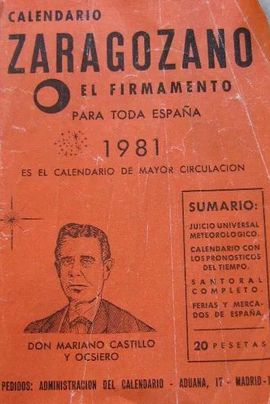 CALENDARIO
ZARAGOZANO
EL FIRMAMENTO
PARA TODA ESPAÑA
1981
ES EL CALENDARIO DE MAYOR CIRCULACION
SUMARIO:
JUICIO UNIVERSAL
METEOROLOGICO.
CALENDARIO CON
LOS PRONOSTICOS
DEL TIEMPO.
SANTORAL
COMPLETO.
FERIAS Y MERCA-
DOS DE ESPAÑA.
20 PESETAS
DON MARIANO CASTILLO
Y OCSIERO
PEDIDOS: ADMINISTRACION DEL CALENDARIO - ADUANA, 17 - MADRID-